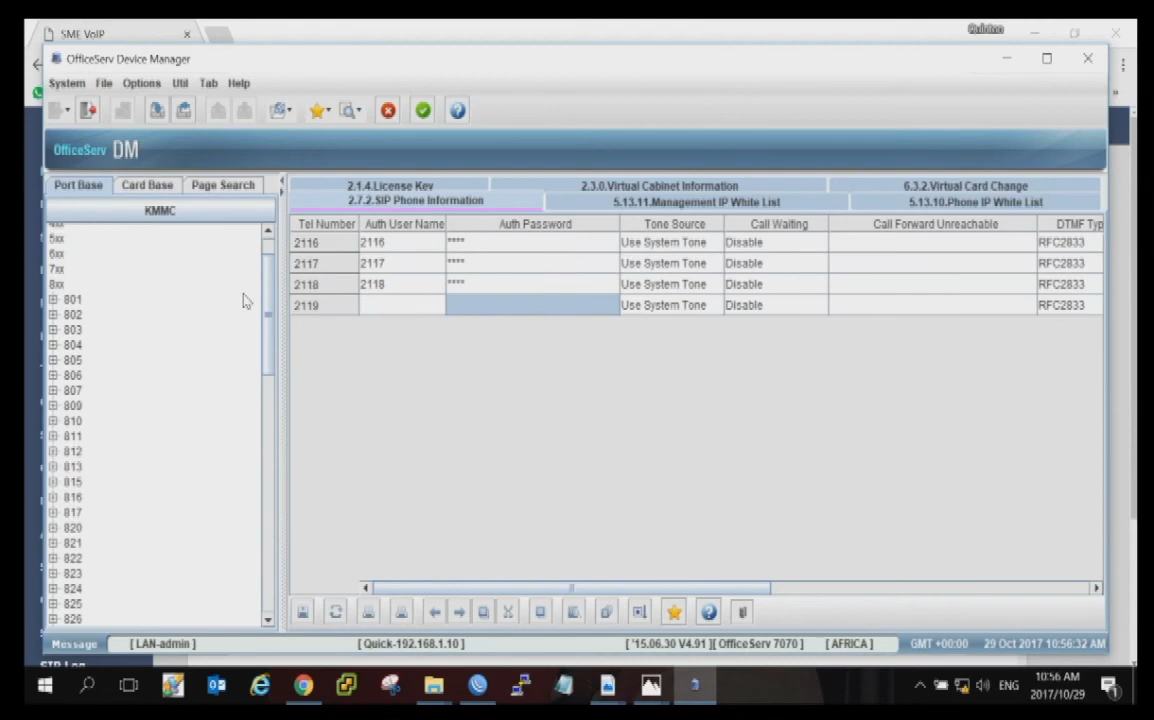 SME VoIP
OfficeServ Device Manager
System File Options Util Tab Help
OfficeServ DM
Port Base Card Base Page Search
KMMC
2.1.4.License Key 2.3.0.Virtual Cabinet Information 6.3.2.Virtual Card Change
2.7.2.SIP Phone Information 5.13.11.Management IP White List 5.13.10.Phone IP White List
Tel Number Auth User Name Auth Password Tone Source Call Waiting Call Forward Unreachable DTMF Typ
2116 2116 **** Use System Tone Disable RFC2833
2117 2117 **** Use System Tone Disable RFC2833
2118 2118 **** Use System Tone Disable RFC2833
2119 Use System Tone Disable RFC2833
5xx
6xx
7xx
8xx
801
802
803
804
805
806
807
809
810
811
812
813
815
816
817
820
821
822
823
824
825
826
Message [LAN-admin] [Quick-192.168.1.10] ['15.06.30 V4.91][OfficeServ 7070] [AFRICA] GMT +00:00 29 Oct 2017 10:56:32 AM
SIP Log
ENG 10:56 AM
2017/10/29